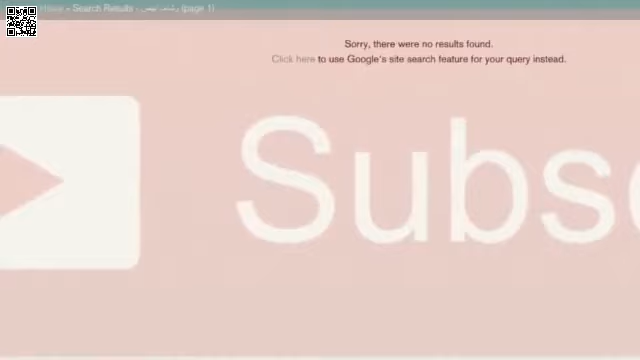 » Search Results - (page 1)
Sorry, there were no results found.
Click here to use Google's site search feature for your query instead.
Subsc